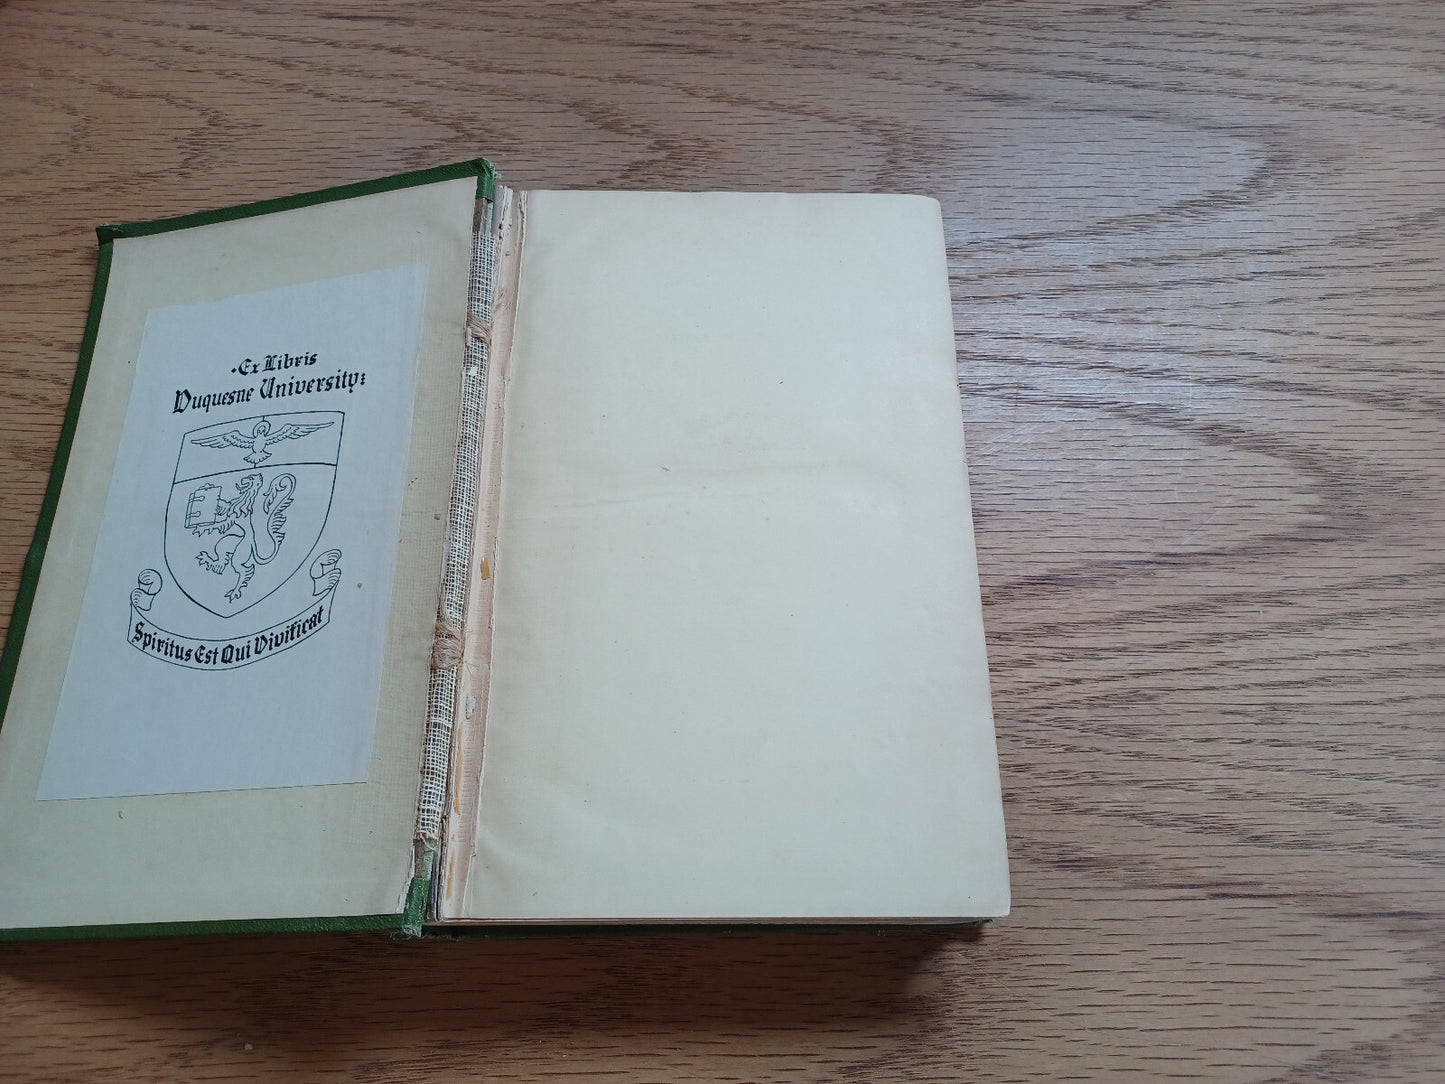 ·Ex Libris
Duquesne University:
Spiritus Est Qui Vivificat